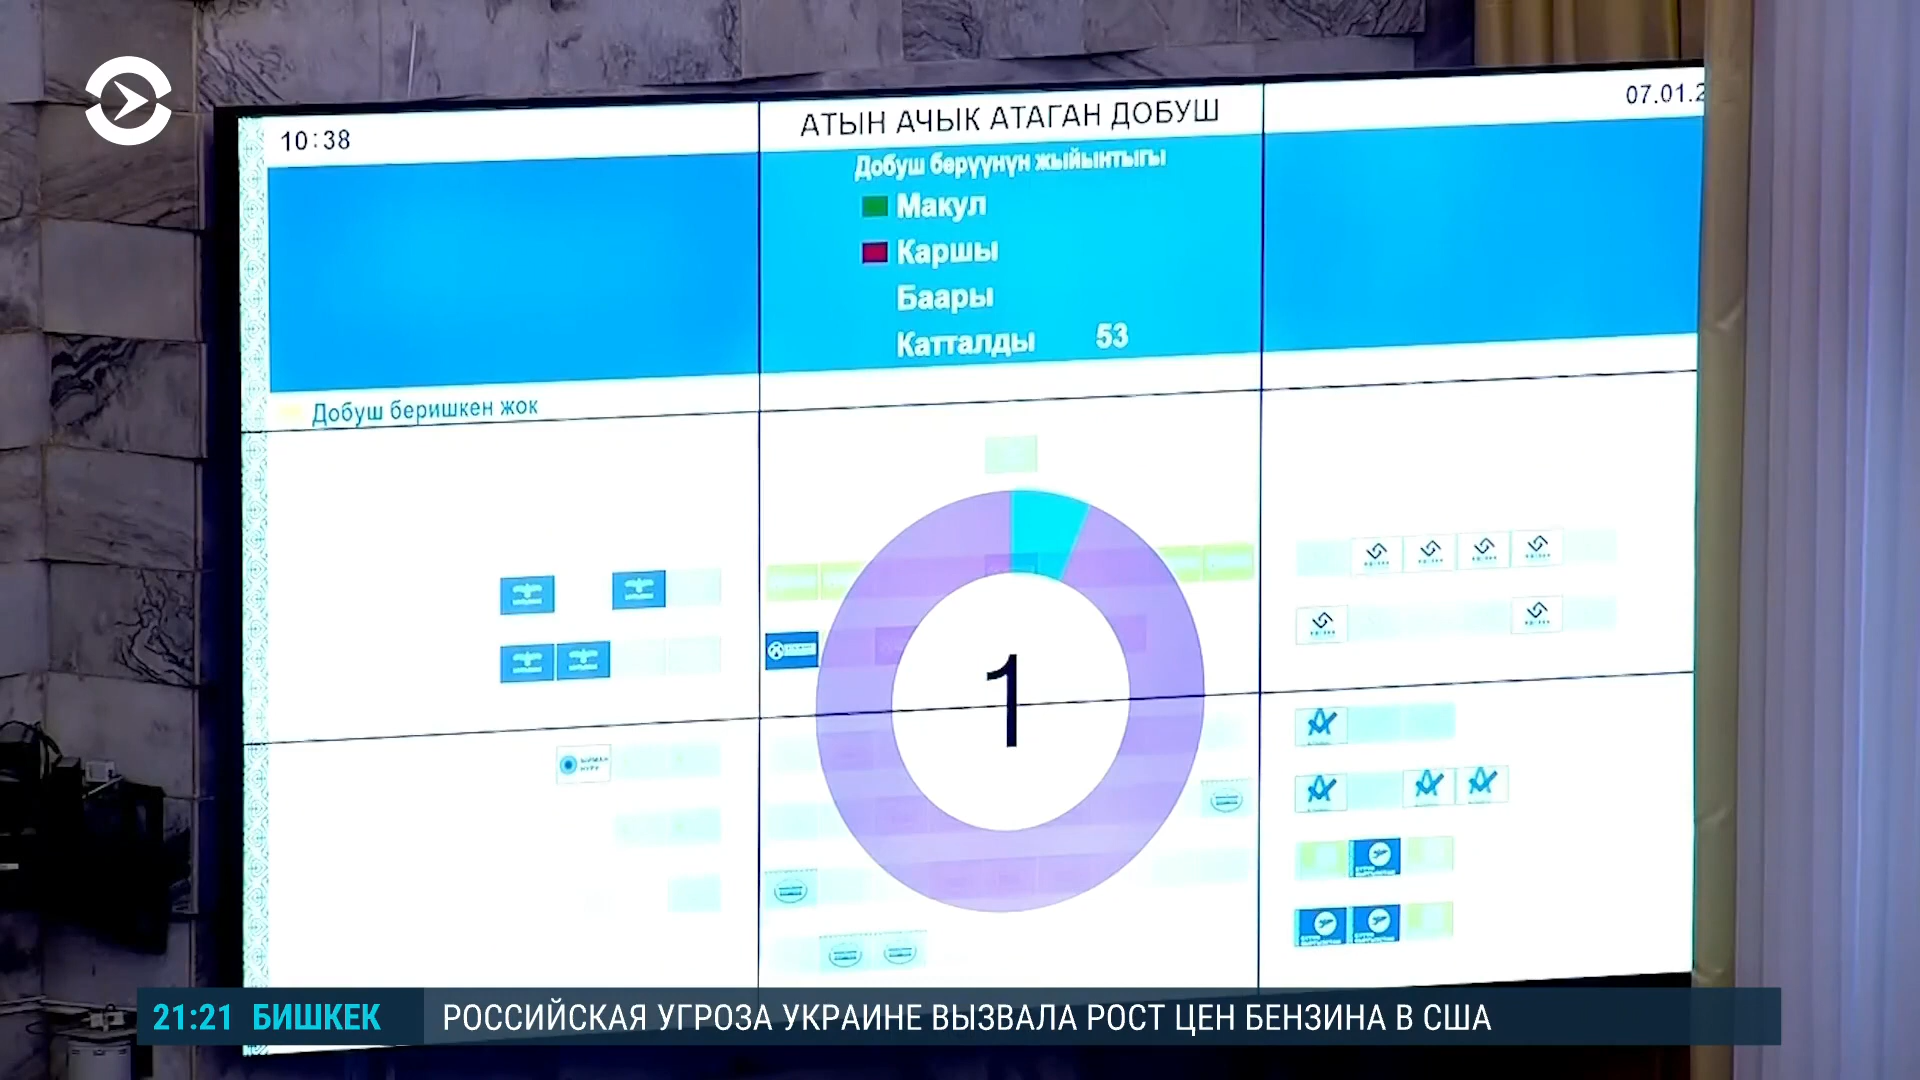 10:38
АТЫН АЧЫК АТАГАН ДОБУШ
07.01.2
Добуш берүүнүн жыйынтыгы
Макул
Каршы
Баары
Катталды 53
Добуш беришкен жок
1
21:21 БИШКЕК
РОССИЙСКАЯ УГРОЗА УКРАИНЕ ВЫЗВАЛА РОСТ ЦЕН БЕНЗИНА В США